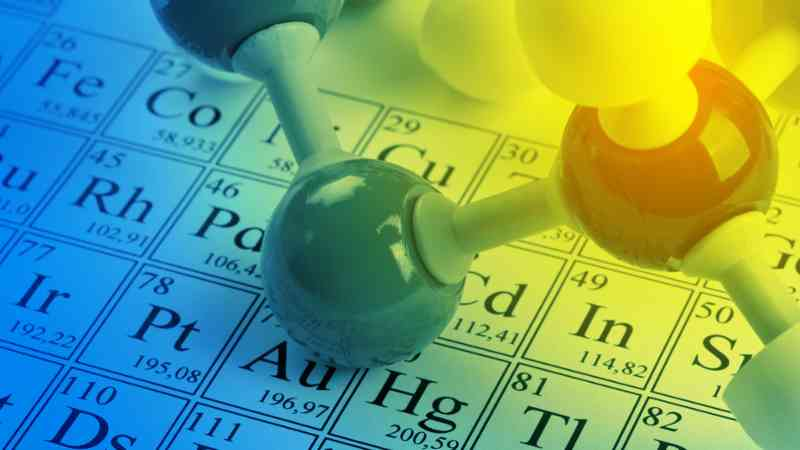 26
Fe
55,845
27
Co
58,933
58,
29
Cu
30
45
Rh
102,91
46
Pd
106,4
Cd
112,41
49
In
114,82
50
77
Ir
192,22
78
Pt
195,08
Au
196,97
Hg
200,59
81
Tl
82
110
Ds
111